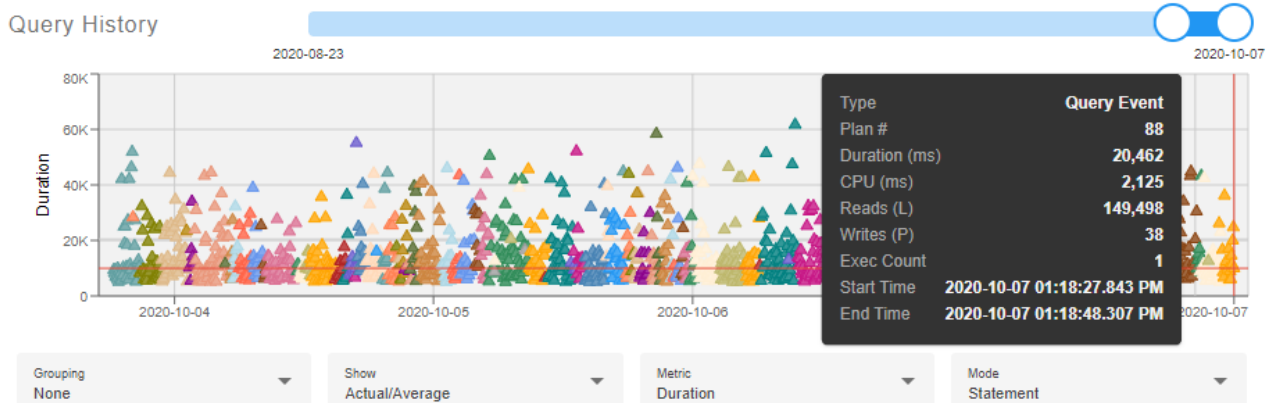 Query History
2020-08-23
2020-10-07
80K
60K
40K
20K
0
Duration
2020-10-04
2020-10-05
2020-10-06
2020-10-07
Type Query Event
Plan # 88
Duration (ms) 20,462
CPU (ms) 2,125
Reads (L) 149,498
Writes (P) 38
Exec Count 1
Start Time 2020-10-07 01:18:27.843 PM
End Time 2020-10-07 01:18:48.307 PM
Grouping
None
Show
Actual/Average
Metric
Duration
Mode
Statement